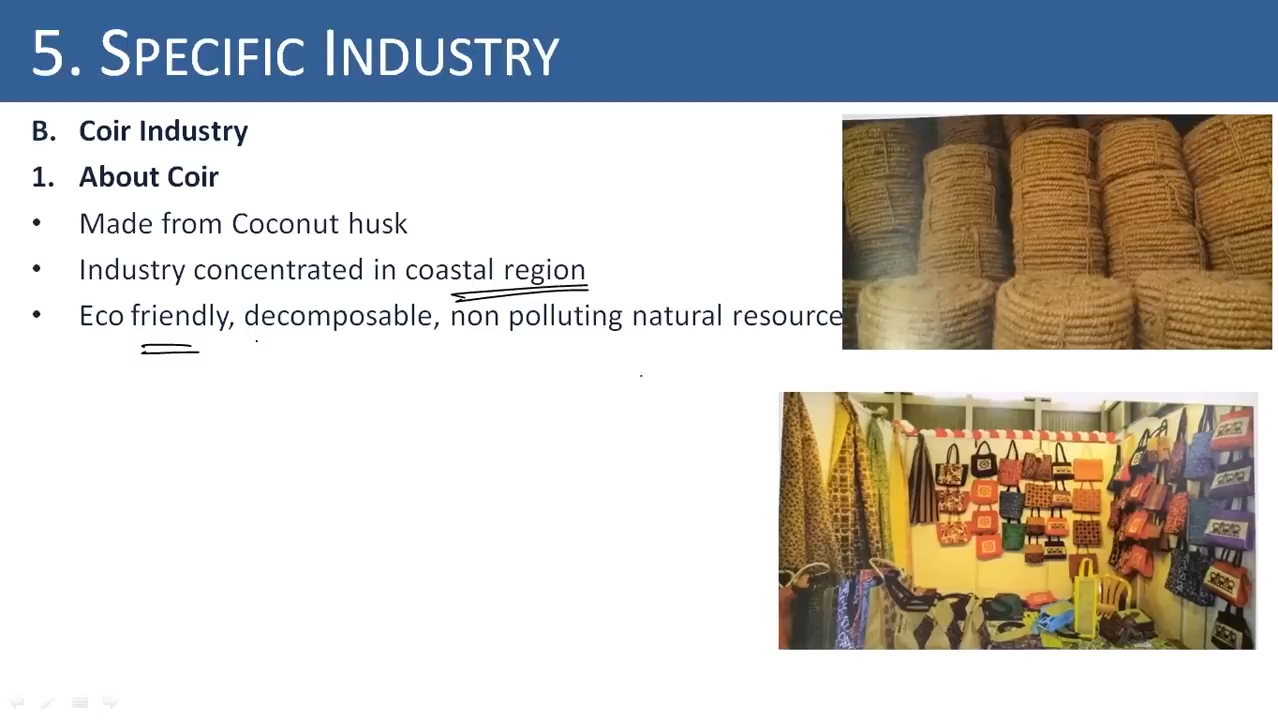 5. SPECIFIC INDUSTRY
B. Coir Industry
1. About Coir
• Made from Coconut husk
• Industry concentrated in coastal region
• Eco friendly, decomposable, non polluting natural resource